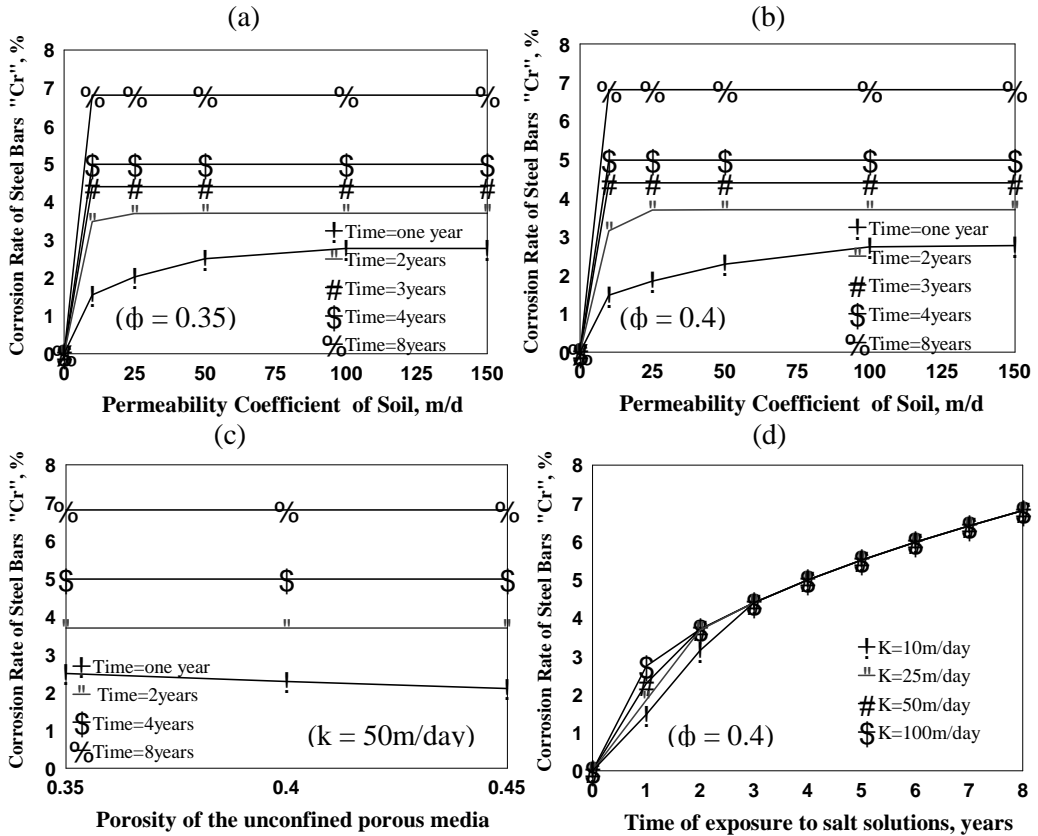 (a)
Corrosion Rate of Steel Bars "Cr", %
8
7
6
5
4
3
2
1
0
0 25 50 75 100 125 150
Time=one year
Time=2years
Time=3years
Time=4years
Time=8years
(ф = 0.35)
Permeability Coefficient of Soil, m/d
(b)
Corrosion Rate of Steel Bars "Cr", %
8
7
6
5
4
3
2
1
0
0 25 50 75 100 125 150
Time=one year
Time=2years
Time=3years
Time=4years
Time=8years
(ф = 0.4)
Permeability Coefficient of Soil, m/d
(c)
Corrosion Rate of Steel Bars "Cr", %
8
7
6
5
4
3
2
1
0
0.35 0.4 0.45
Time=one year
Time=2years
Time=4years
Time=8years
(k = 50m/day)
Porosity of the unconfined porous media
(d)
Corrosion Rate of Steel Bars "Cr", %
8
7
6
5
4
3
2
1
0
0 1 2 3 4 5 6 7 8
K=10m/day
K=25m/day
K=50m/day
K=100m/day
(ф = 0.4)
Time of exposure to salt solutions, years